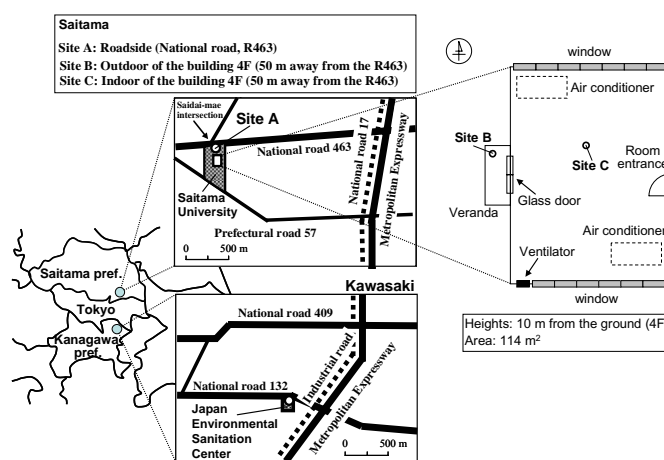 Saitama
Site A: Roadside (National road, R463)
Site B: Outdoor of the building 4F (50 m away from the R463)
Site C: Indoor of the building 4F (50 m away from the R463)
Saidai-mae
intersection
Site A
National road 463
National road 17
Metropolitan Expressway
Saitama
University
Prefectural road 57
0 500 m
window
Air conditioner
Site B
Site C
Room
entrance
Glass door
Veranda
Air conditioner
Ventilator
window
Heights: 10 m from the ground (4F
Area: 114 m²
Saitama pref.
Tokyo
Kanagawa
pref.
Kawasaki
National road 409
Industrial road
Metropolitan Expressway
National road 132
Japan
Environmental
Sanitation
Center
0 500 m